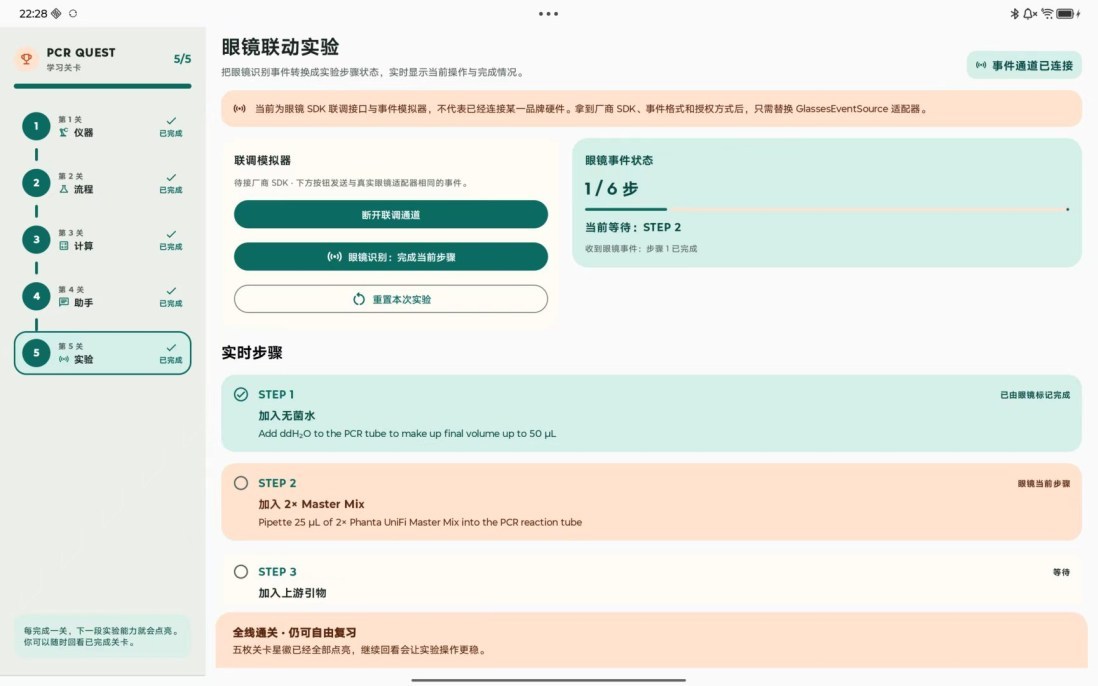 22:28
PCR QUEST
学习关卡
5/5
1
第 1 关
仪器
已完成
2
第 2 关
流程
已完成
3
第 3 关
计算
已完成
4
第 4 关
助手
已完成
5
第 5 关
实验
已完成
每完成一关，下一段实验能力就会点亮。
你可以随时回看已完成关卡。
眼镜联动实验
把眼镜识别事件转换成实验步骤状态，实时显示当前操作与完成情况。
事件通道已连接
当前为眼镜 SDK 联调接口与事件模拟器，不代表已经连接某一品牌硬件。拿到厂商 SDK、事件格式和授权方式后，只需替换 GlassesEventSource 适配器。
联调模拟器
待接厂商 SDK · 下方按钮发送与真实眼镜适配器相同的事件。
断开联调通道
眼镜识别：完成当前步骤
重置本次实验
眼镜事件状态
1 / 6 步
当前等待：STEP 2
收到眼镜事件：步骤 1 已完成
实时步骤
STEP 1
已由眼镜标记完成
加入无菌水
Add ddH₂O to the PCR tube to make up final volume up to 50 μL
STEP 2
眼镜当前步骤
加入 2× Master Mix
Pipette 25 μL of 2× Phanta UniFi Master Mix into the PCR reaction tube
STEP 3
等待
加入上游引物
全线通关 · 仍可自由复习
五枚关卡星徽已经全部点亮，继续回看会让实验操作更稳。